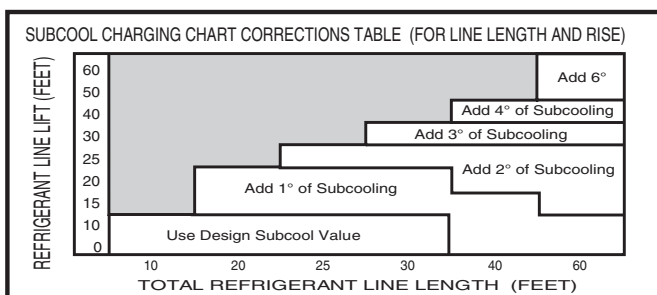 SUBCOOL CHARGING CHART CORRECTIONS TABLE (FOR LINE LENGTH AND RISE)
REFRIGERANT LINE LIFT (FEET)
60
50
40
30
25
20
15
10
0
Add 6°
Add 4° of Subcooling
Add 3° of Subcooling
Add 2° of Subcooling
Add 1° of Subcooling
Use Design Subcool Value
10 20 25 30 40 60
TOTAL REFRIGERANT LINE LENGTH (FEET)